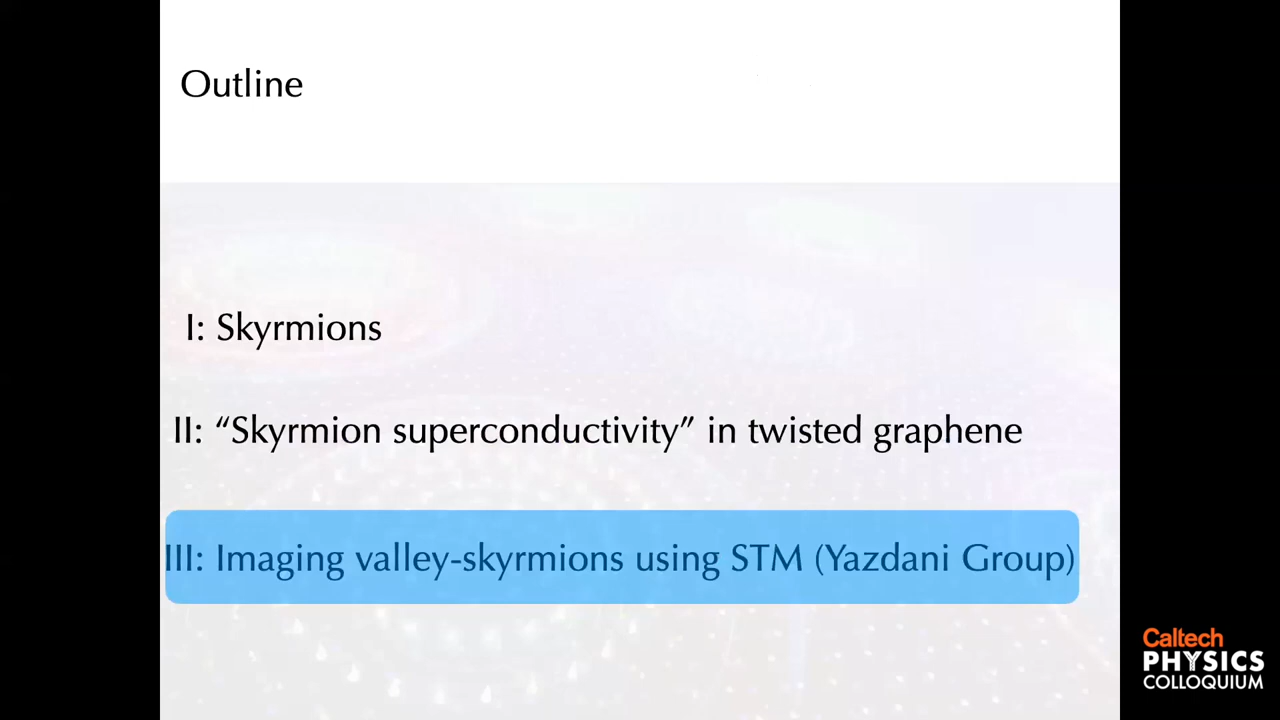 Outline
I: Skyrmions
II: “Skyrmion superconductivity” in twisted graphene
III: Imaging valley-skyrmions using STM (Yazdani Group)
Caltech
PHYSICS
COLLOQUIUM